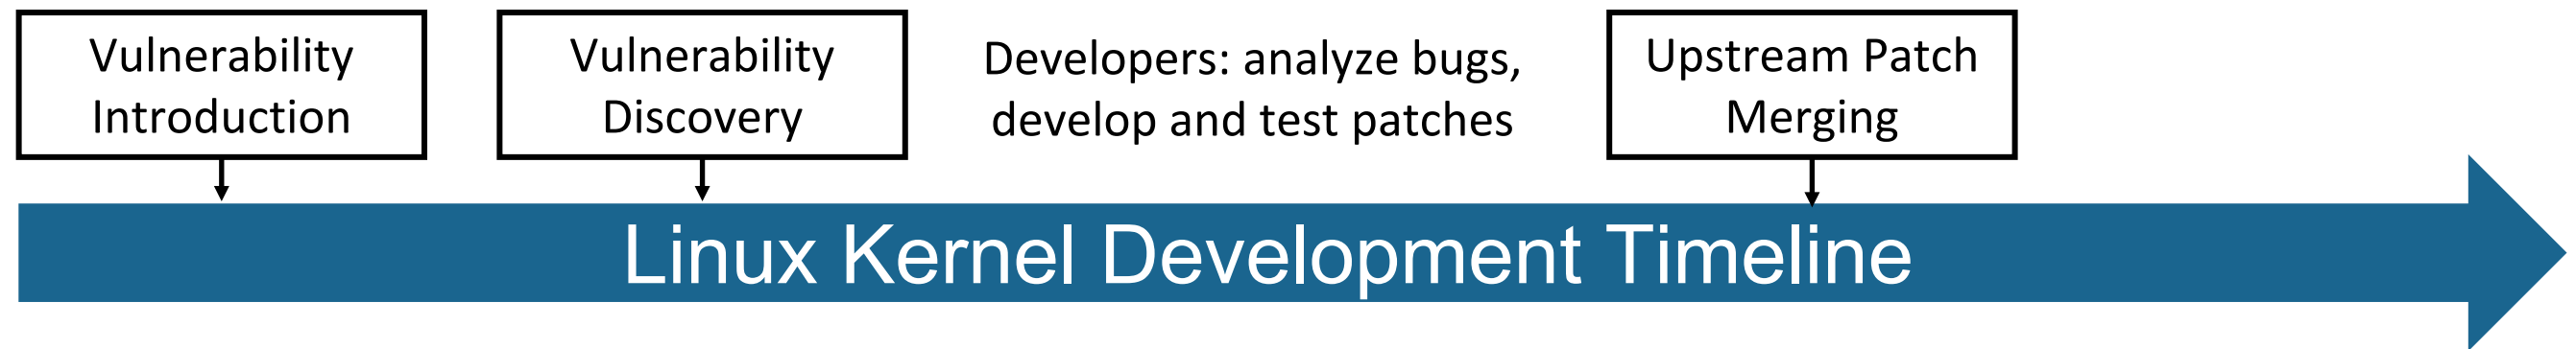 Vulnerability
Introduction
Vulnerability
Discovery
Developers: analyze bugs,
develop and test patches
Upstream Patch
Merging
Linux Kernel Development Timeline